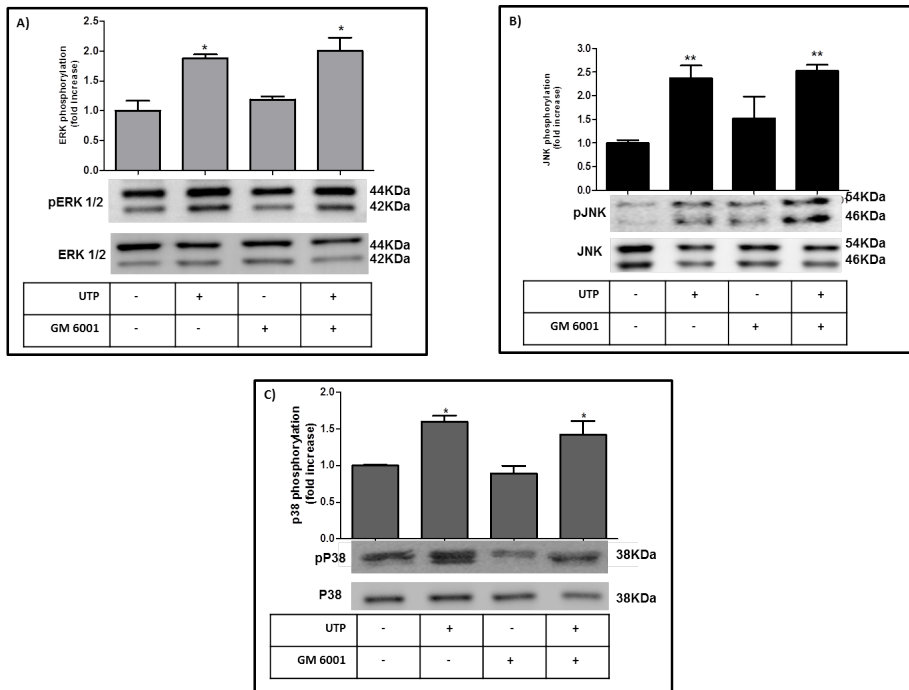 A)
ERK phosphorylation
(fold increase)
2.5
2.0
1.5
1.0
0.5
0.0
*
*
pERK 1/2
44KDa
42KDa
ERK 1/2
44KDa
42KDa
UTP - + - +
GM 6001 - - + +
B)
JNK phosphorylation
(fold increase)
3.0
2.5
2.0
1.5
1.0
0.5
0.0
**
**
pJNK
54KDa
46KDa
JNK
54KDa
46KDa
UTP - + - +
GM 6001 - - + +
C)
p38 phosphorylation
(fold increase)
2.0
1.5
1.0
0.5
0.0
*
*
pP38
38KDa
P38
38KDa
UTP - + - +
GM 6001 - - + +